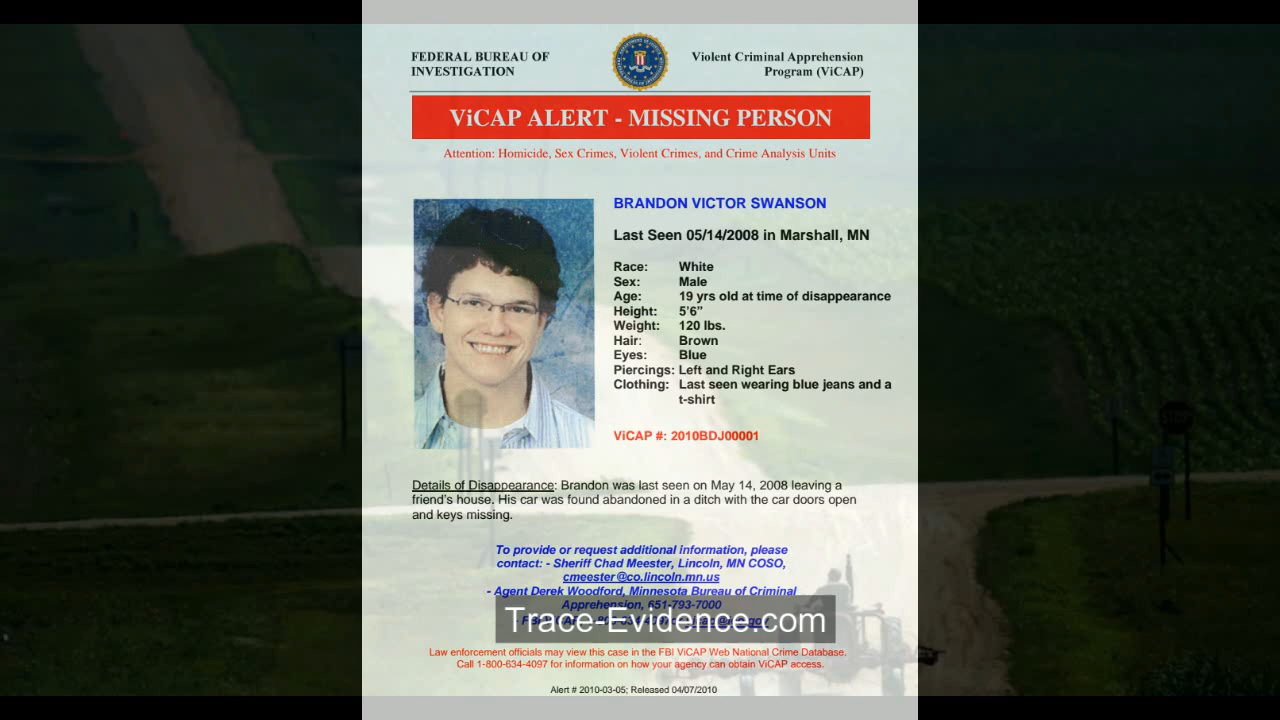 FEDERAL BUREAU OF
INVESTIGATION
Violent Criminal Apprehension
Program (ViCAP)
ViCAP ALERT - MISSING PERSON
Attention: Homicide, Sex Crimes, Violent Crimes, and Crime Analysis Units
BRANDON VICTOR SWANSON
Last Seen 05/14/2008 in Marshall, MN
Race: White
Sex: Male
Age: 19 yrs old at time of disappearance
Height: 5'6"
Weight: 120 lbs.
Hair: Brown
Eyes: Blue
Piercings: Left and Right Ears
Clothing: Last seen wearing blue jeans and a
t-shirt
ViCAP #: 2010BDJ00001
Details of Disappearance: Brandon was last seen on May 14, 2008 leaving a
friend's house. His car was found abandoned in a ditch with the car doors open
and keys missing.
To provide or request additional information, please
contact: - Sheriff Chad Meester, Lincoln, MN COSO,
cmeester@co.lincoln.mn.us
- Agent Derek Woodford, Minnesota Bureau of Criminal
Apprehension, 651-793-7000
Trace-Evidence.com
Law enforcement officials may view this case in the FBI ViCAP Web National Crime Database.
Call 1-800-634-4097 for information on how your agency can obtain ViCAP access.
Alert # 2010-03-05; Released 04/07/2010